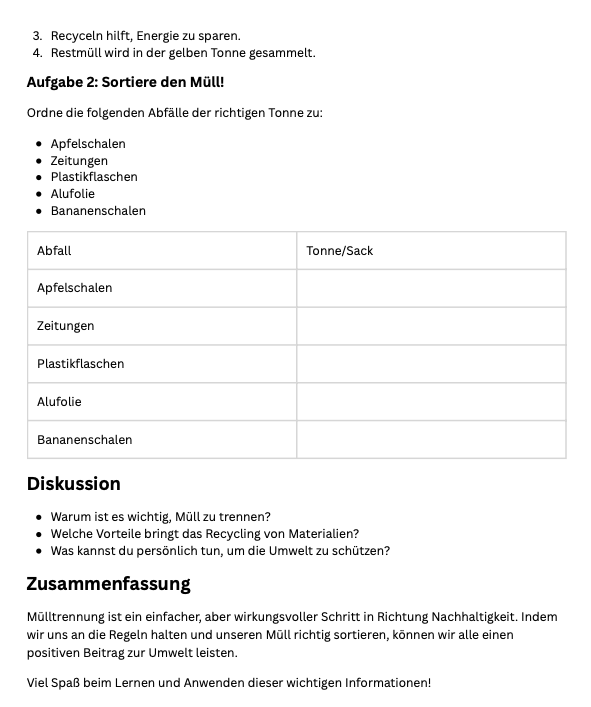 3. Recyceln hilft, Energie zu sparen.
4. Restmüll wird in der gelben Tonne gesammelt.
Aufgabe 2: Sortiere den Müll!
Ordne die folgenden Abfälle der richtigen Tonne zu:
● Apfelschalen
● Zeitungen
● Plastikflaschen
● Alufolie
● Bananenschalen
Abfall Tonne/Sack
Apfelschalen
Zeitungen
Plastikflaschen
Alufolie
Bananenschalen
Diskussion
● Warum ist es wichtig, Müll zu trennen?
● Welche Vorteile bringt das Recycling von Materialien?
● Was kannst du persönlich tun, um die Umwelt zu schützen?
Zusammenfassung
Mülltrennung ist ein einfacher, aber wirkungsvoller Schritt in Richtung Nachhaltigkeit. Indem
wir uns an die Regeln halten und unseren Müll richtig sortieren, können wir alle einen
positiven Beitrag zur Umwelt leisten.
Viel Spaß beim Lernen und Anwenden dieser wichtigen Informationen!